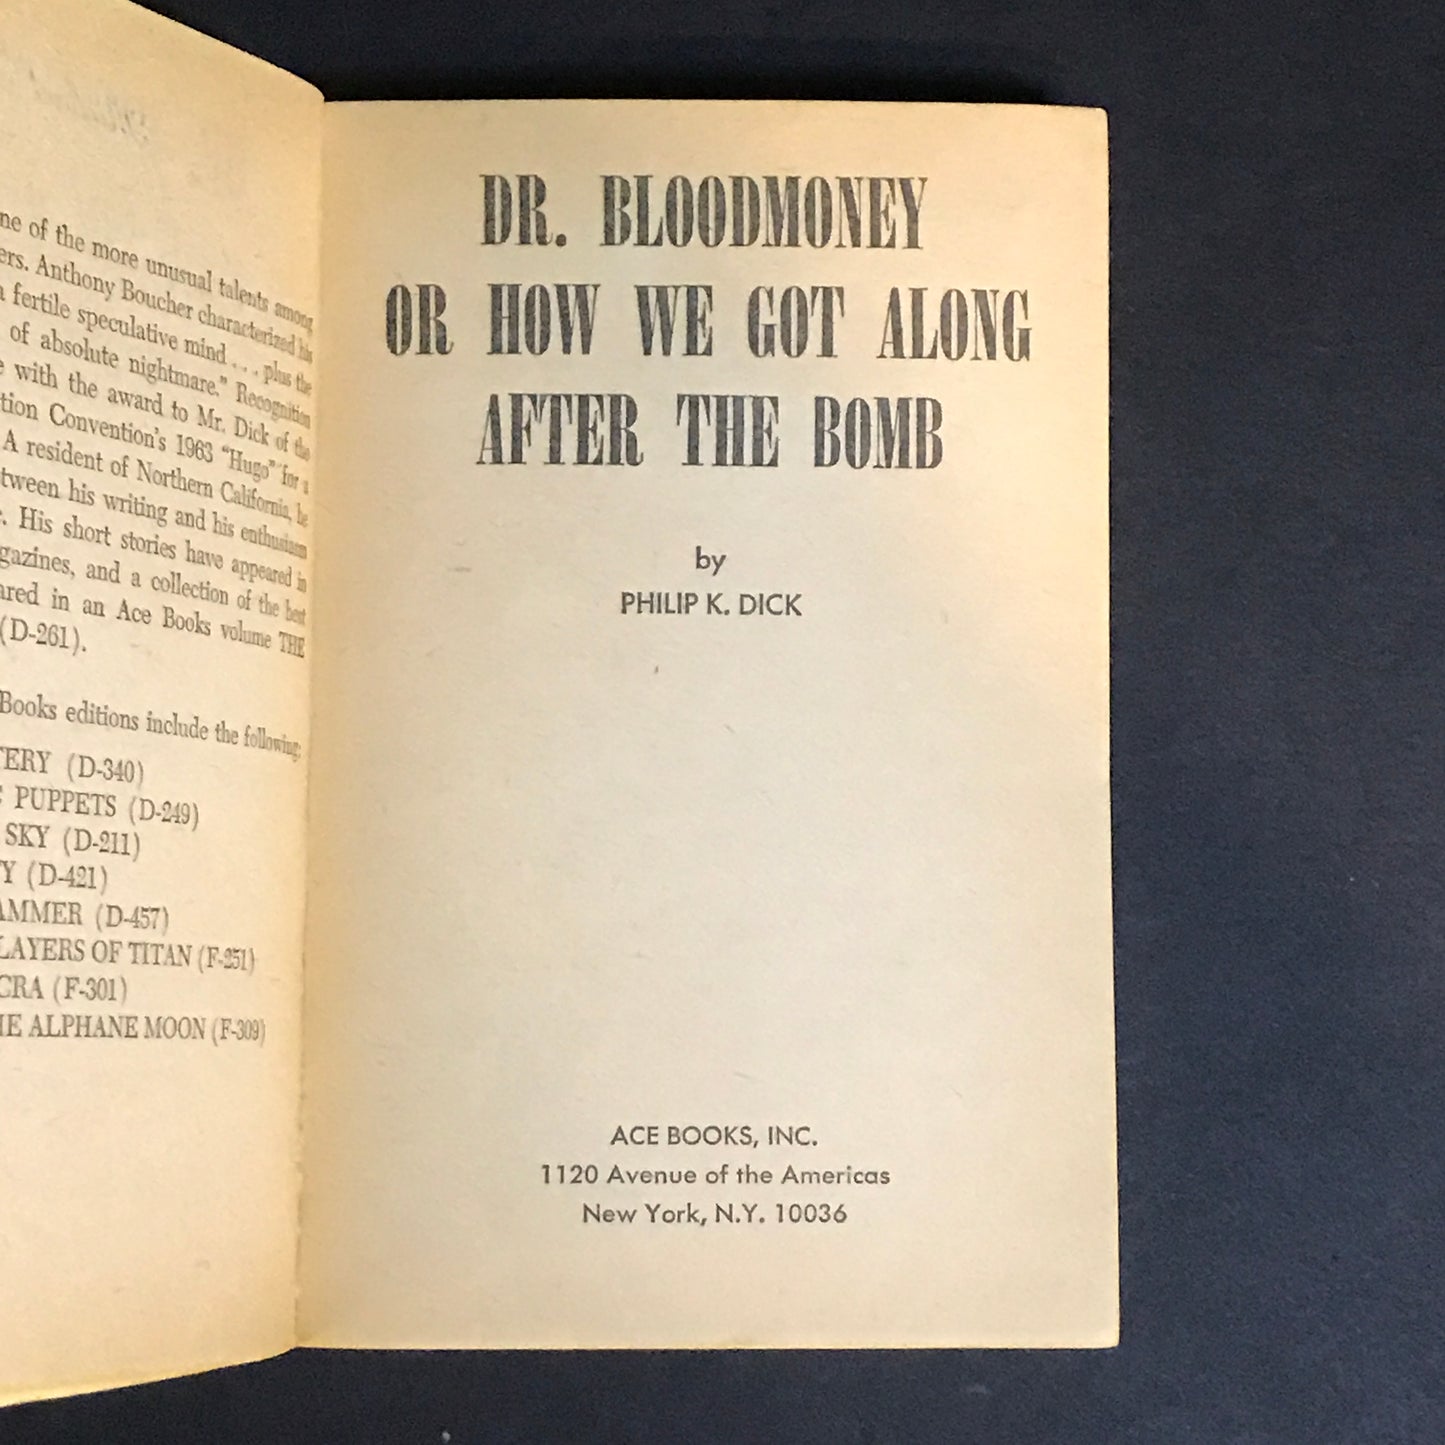 ne of the more unusual talents among
ers. Anthony Boucher characterized his
a fertile speculative mind . . . plus the
of absolute nightmare." Recognition
e with the award to Mr. Dick of the
tion Convention's 1963 "Hugo" for a
A resident of Northern California, he
tween his writing and his enthusiasm
. His short stories have appeared in
gazines, and a collection of the best
ared in an Ace Books volume THE
(D-261).
Books editions include the following:
TERY (D-340)
C PUPPETS (D-249)
SKY (D-211)
TY (D-421)
AMMER (D-457)
LAYERS OF TITAN (F-251)
CRA (F-301)
HE ALPHANE MOON (F-309)
DR. BLOODMONEY
OR HOW WE GOT ALONG
AFTER THE BOMB
by
PHILIP K. DICK
ACE BOOKS, INC.
1120 Avenue of the Americas
New York, N.Y. 10036